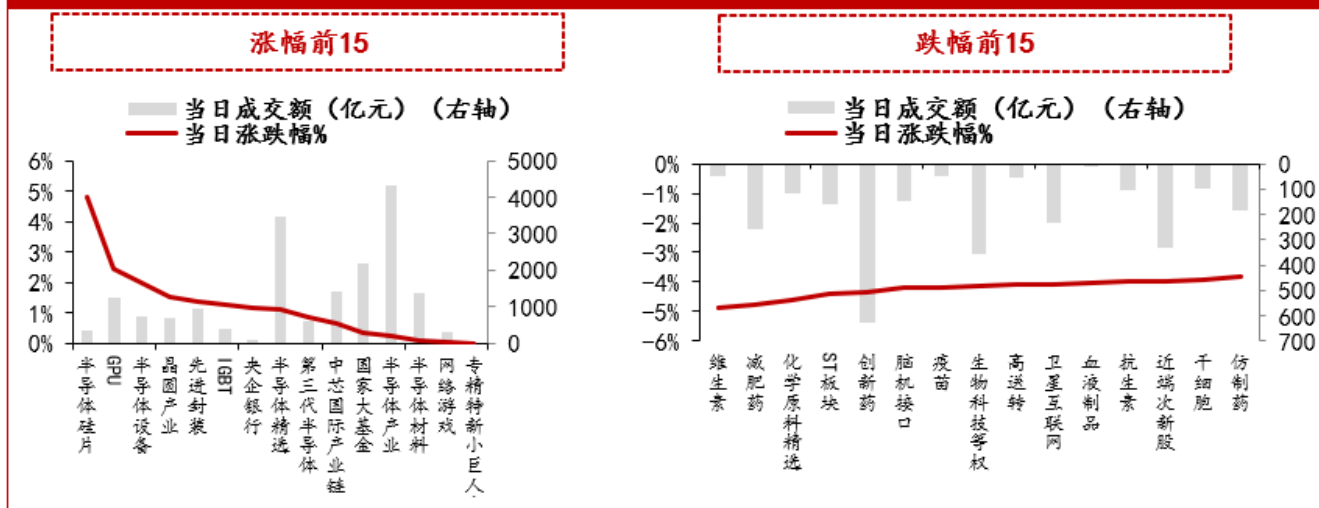 涨幅前15
当日成交额（亿元）（右轴）
当日涨跌幅%
6%
5%
4%
3%
2%
1%
0%
5000
4000
3000
2000
1000
0
半导体硅片
GPU
半导体设备
晶圆产业
先进封装
IGBT
央企银行
半导体精选
第三代半导体
中芯国际产业链
国家大基金
半导体产业
半导体材料
网络游戏
专精特新小巨人
跌幅前15
当日成交额（亿元）（右轴）
当日涨跌幅%
0%
-1%
-2%
-3%
-4%
-5%
-6%
0
100
200
300
400
500
600
700
维生素
减肥药
化学原料精选
ST板块
创新药
脑机接口
疫苗
生物科技等权
高送转
卫星互联网
血液制品
抗生素
近端次新股
干细胞
仿制药